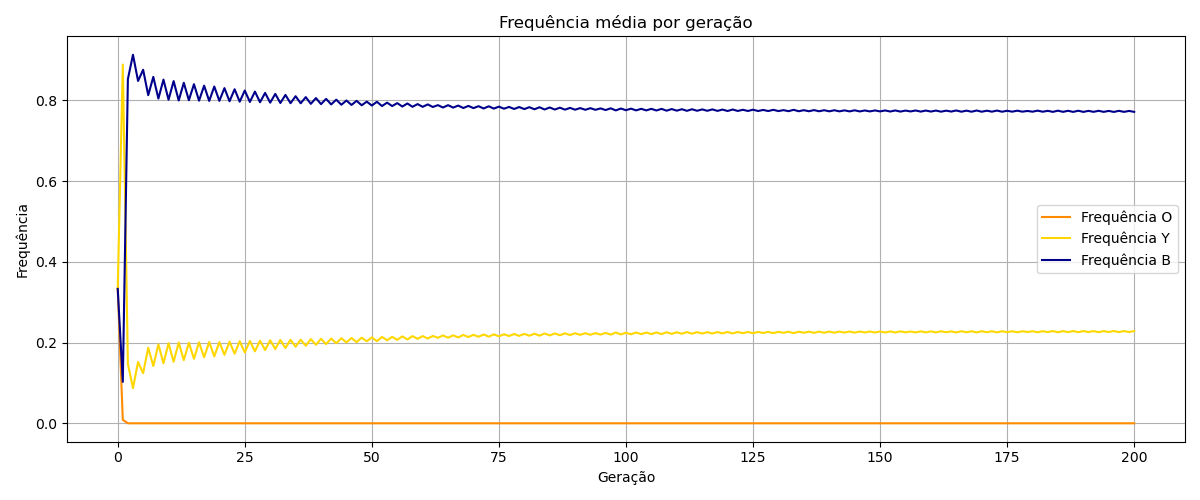 Frequência média por geração
Frequência
0.8
0.6
0.4
0.2
0.0
Frequência O
Frequência Y
Frequência B
0 25 50 75 100 125 150 175 200
Geração